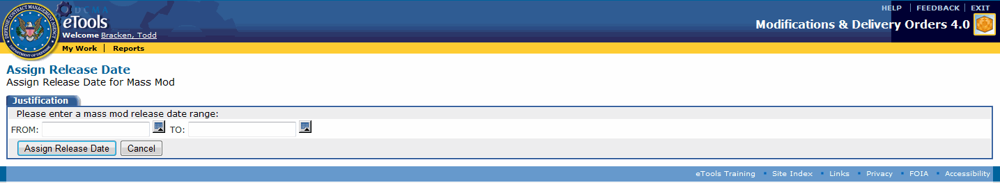 DCMA
HELP | FEEDBACK | EXIT
eTools
Modifications & Delivery Orders 4.0
Welcome Bracken, Todd
DEFENSE CONTRACT MANAGEMENT AGENCY
DEPARTMENT OF DEFENSE
My Work | Reports
Assign Release Date
Assign Release Date for Mass Mod
Justification
Please enter a mass mod release date range:
FROM: TO:
Assign Release Date Cancel
eTools Training • Site Index • Links • Privacy • FOIA • Accessibility